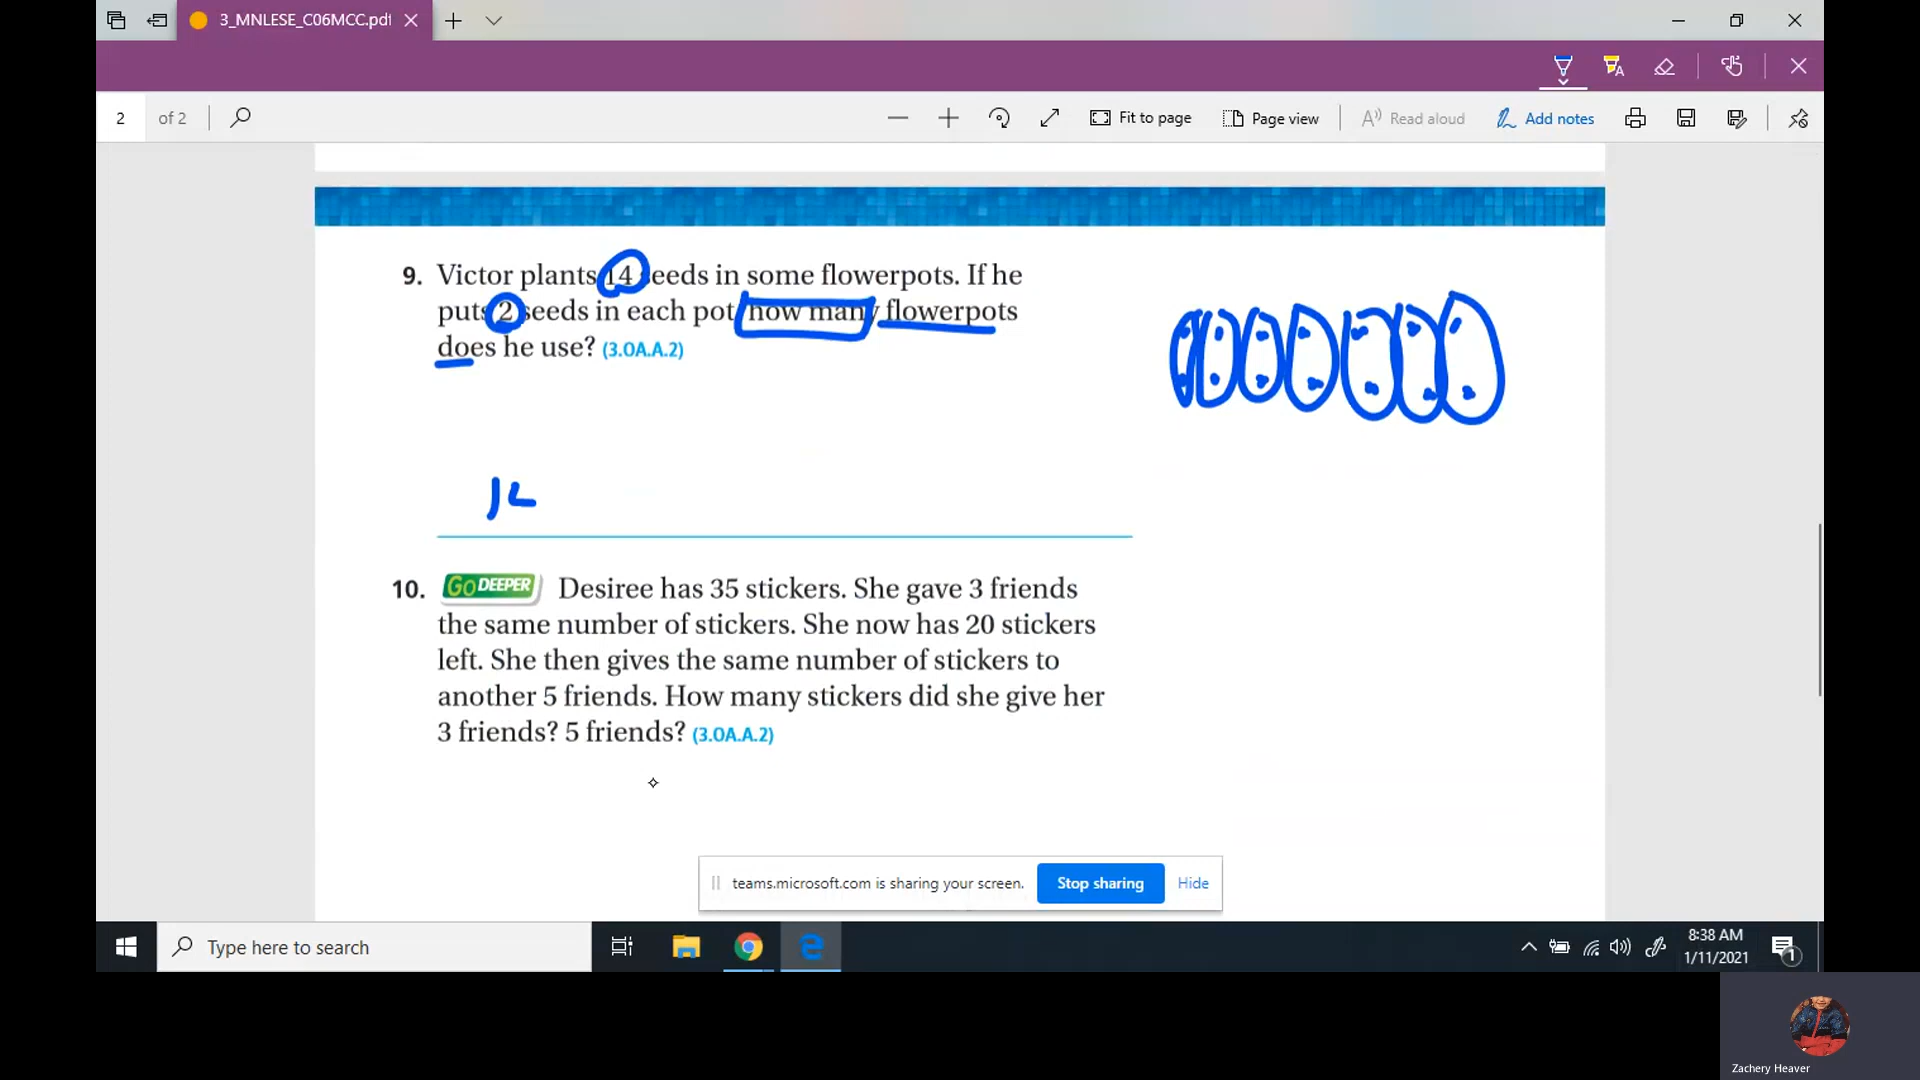 3_MNLESE_C06MCC.pdf
2 of 2
Fit to page
Page view
Read aloud
Add notes
9. Victor plants 14 seeds in some flowerpots. If he
puts 2 seeds in each pot how many flowerpots
does he use? (3.OA.A.2)
10. GO DEEPER Desiree has 35 stickers. She gave 3 friends
the same number of stickers. She now has 20 stickers
left. She then gives the same number of stickers to
another 5 friends. How many stickers did she give her
3 friends? 5 friends? (3.OA.A.2)
teams.microsoft.com is sharing your screen.
Stop sharing
Hide
Type here to search
8:38 AM
1/11/2021
1
Zachery Heaver